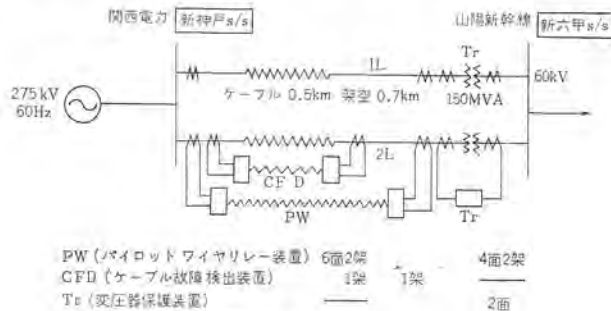 関西電力 新神戸s/s
山陽新幹線 新六甲s/s
Tr
1L
60kV
ケーブル 0.5km 架空 0.7km
150MVA
275kV
60Hz
2L
CFD
PW
Tr
PW(パイロットワイヤリレー装置) 6面2架 4面2架
CFD(ケーブル故障検出装置) 1架 1架
Tr(変圧器保護装置) 2面